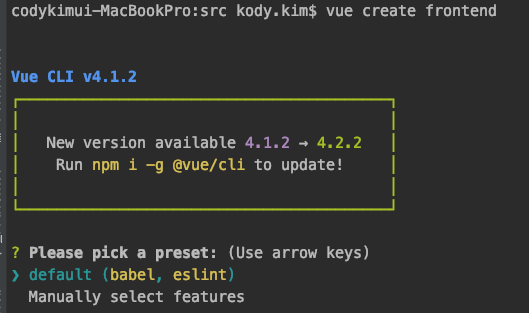 codykimui-MacBookPro:src kody.kim$ vue create frontend
Vue CLI v4.1.2
New version available 4.1.2 → 4.2.2
Run npm i -g @vue/cli to update!
? Please pick a preset: (Use arrow keys)
❯ default (babel, eslint)
Manually select features